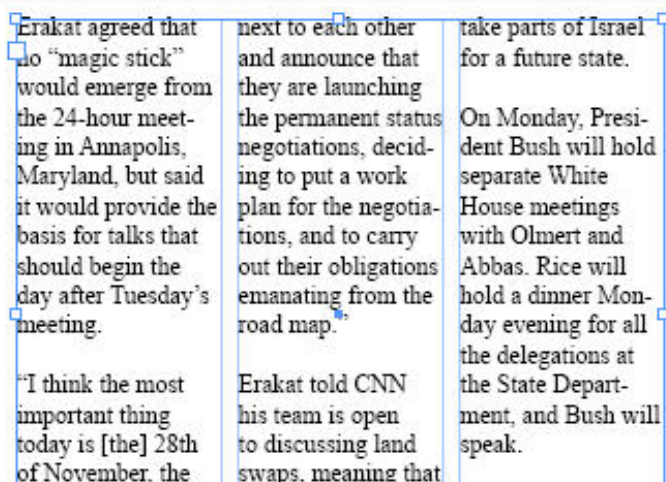 Erakat agreed that
no “magic stick”
would emerge from
the 24-hour meet-
ing in Annapolis,
Maryland, but said
it would provide the
basis for talks that
should begin the
day after Tuesday’s
meeting.
“I think the most
important thing
today is [the] 28th
of November, the
next to each other
and announce that
they are launching
the permanent status
negotiations, decid-
ing to put a work
plan for the negotia-
tions, and to carry
out their obligations
emanating from the
road map.”
Erakat told CNN
his team is open
to discussing land
swaps, meaning that
take parts of Israel
for a future state.
On Monday, Presi-
dent Bush will hold
separate White
House meetings
with Olmert and
Abbas. Rice will
hold a dinner Mon-
day evening for all
the delegations at
the State Depart-
ment, and Bush will
speak.